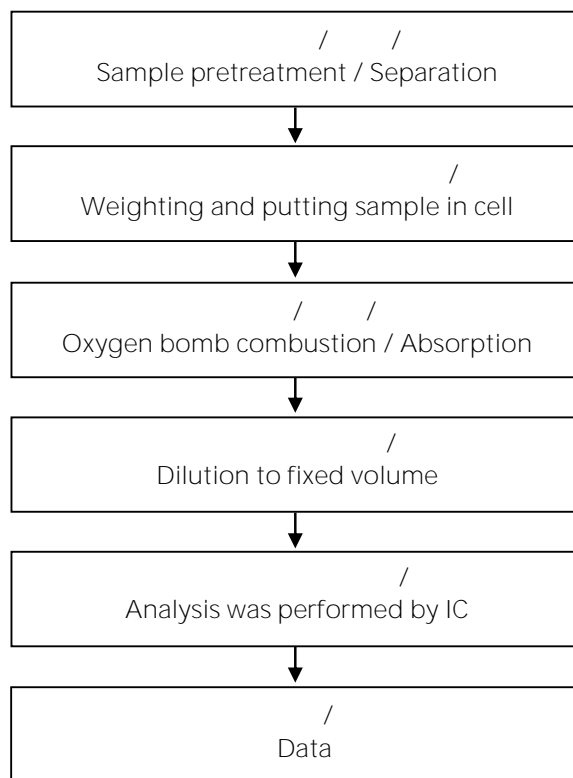 / /
Sample pretreatment / Separation
/
Weighting and putting sample in cell
/ /
Oxygen bomb combustion / Absorption
/
Dilution to fixed volume
/
Analysis was performed by IC
/
Data